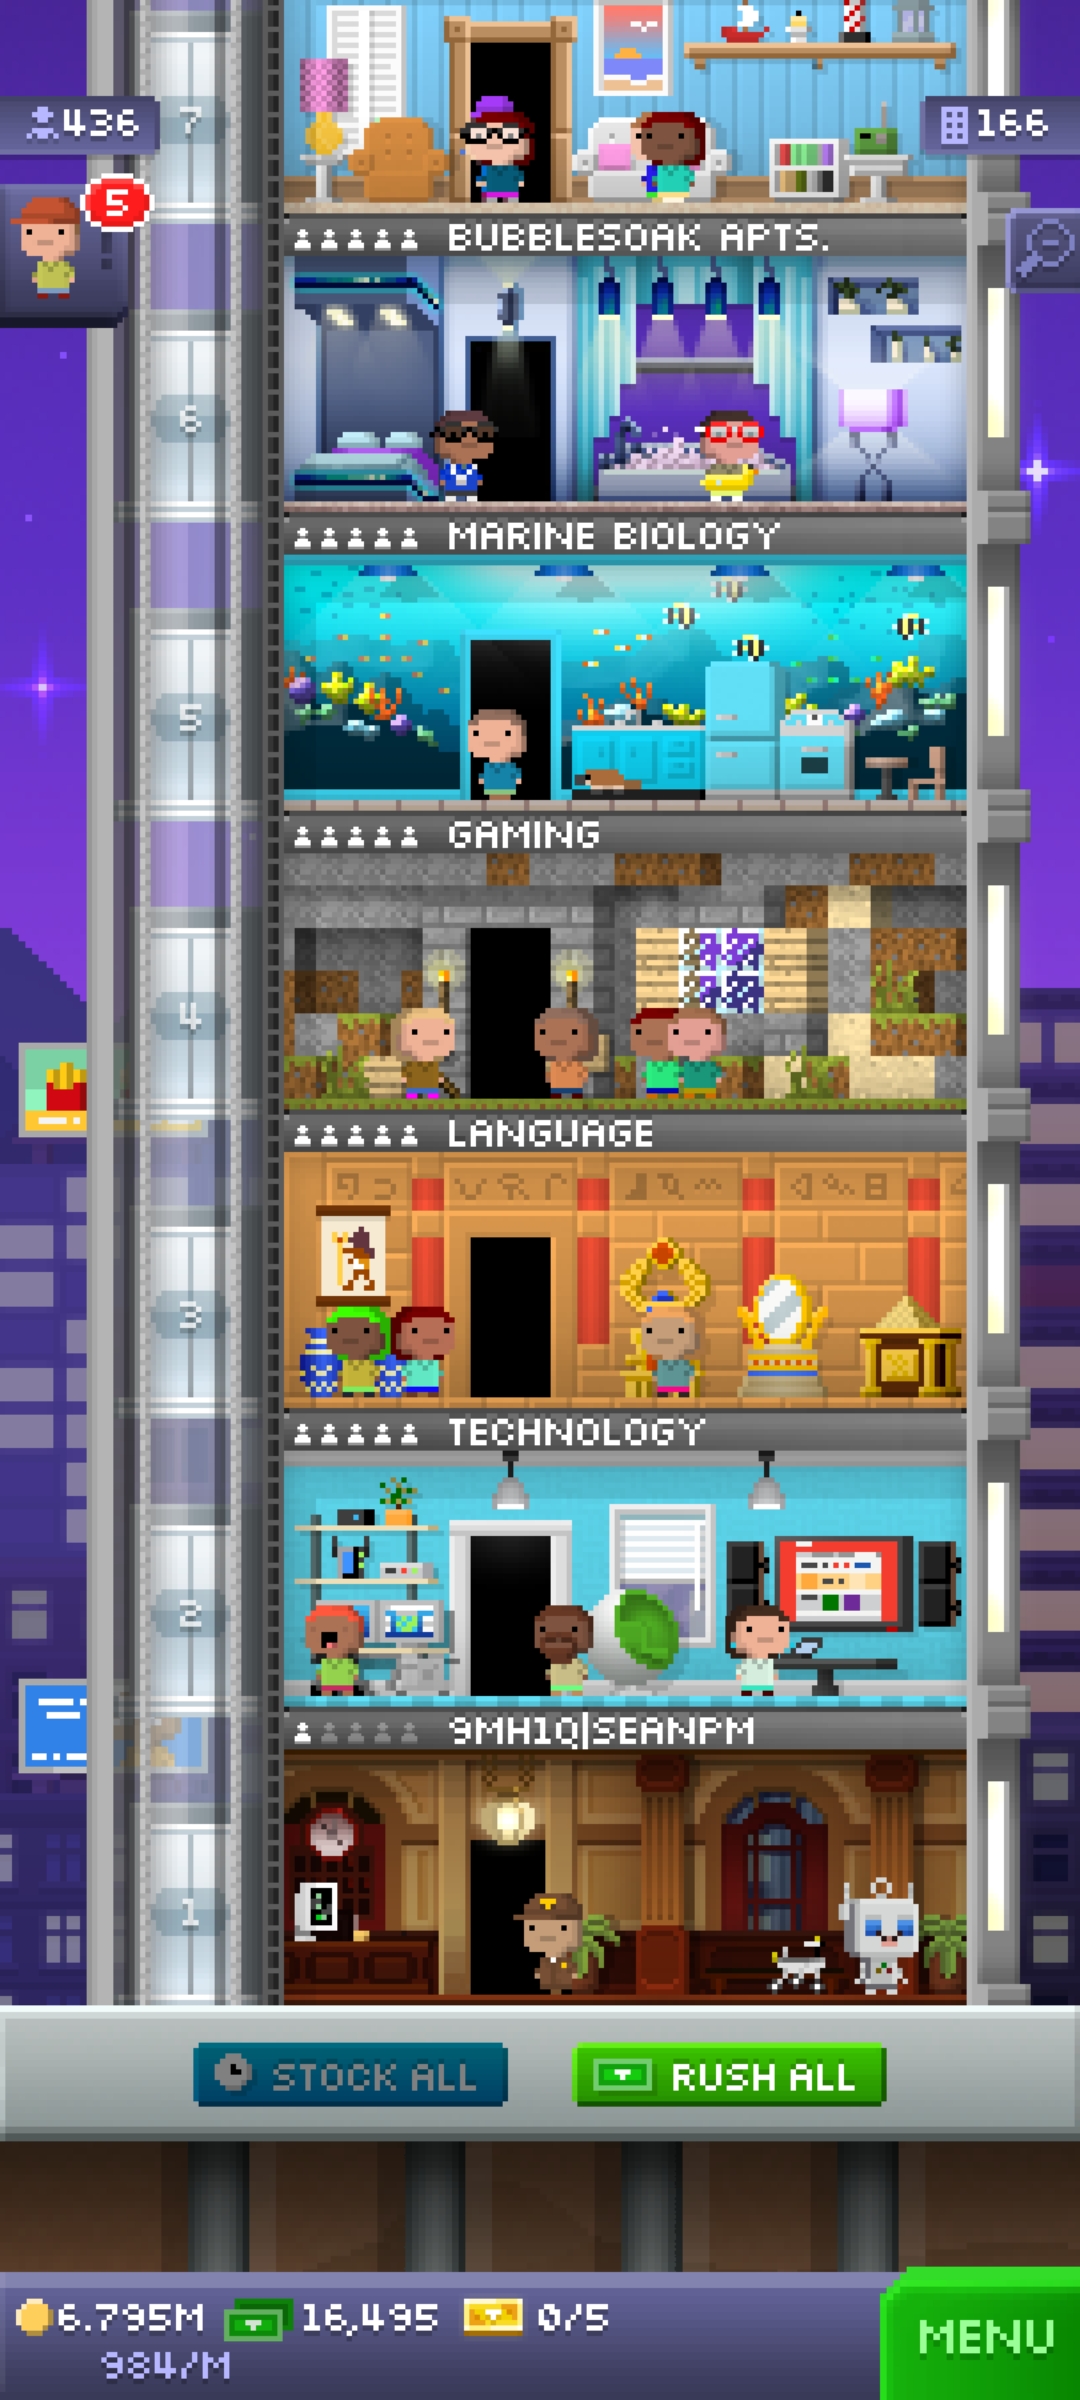 436
7
166
5
BUBBLESOAK APTS.
6
MARINE BIOLOGY
5
GAMING
4
LANGUAGE
3
TECHNOLOGY
2
9MH1Q|SEANPM
1
STOCK ALL
RUSH ALL
6.795M 16,495 0/5
984/M
MENU